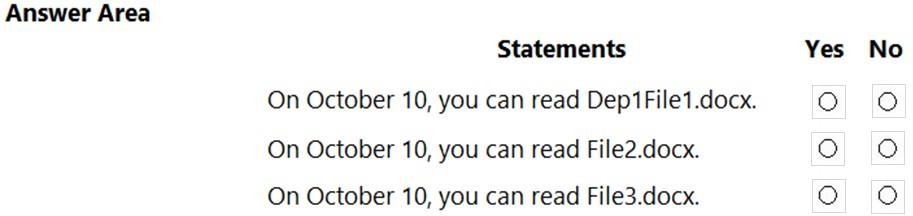 Answer Area
Statements Yes No
On October 10, you can read Dep1File1.docx.
On October 10, you can read File2.docx.
On October 10, you can read File3.docx.